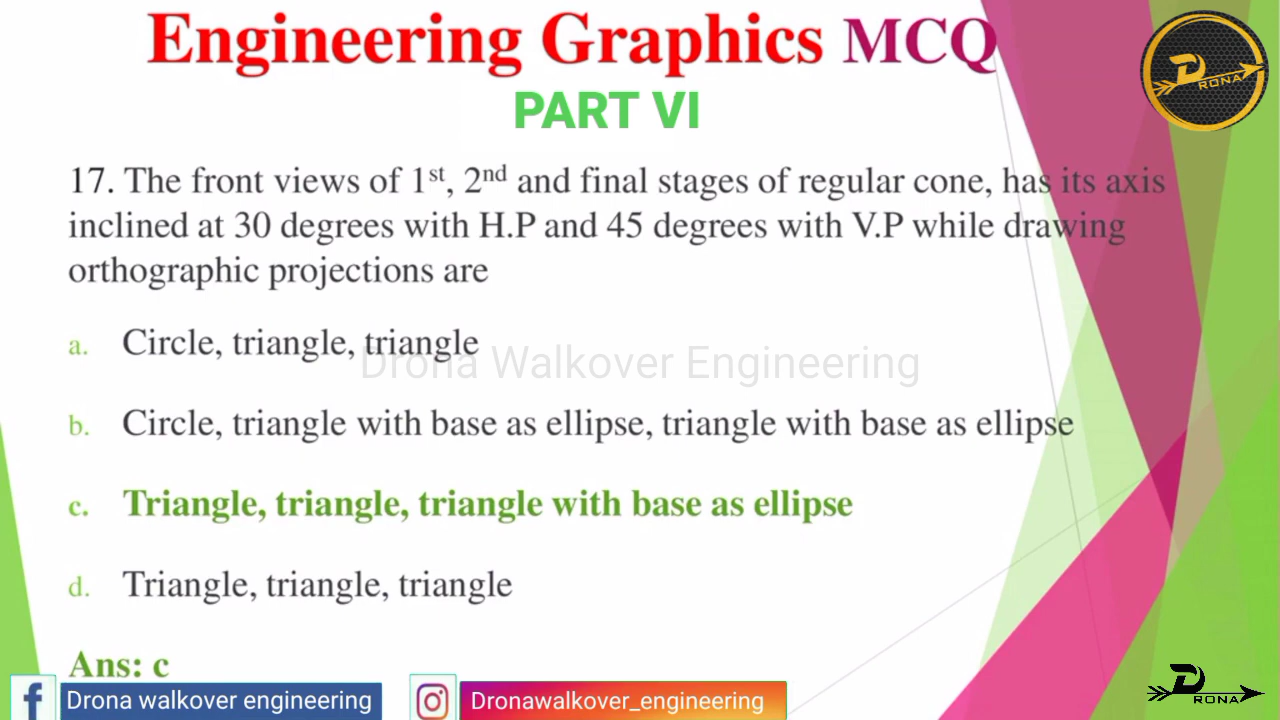 Engineering Graphics MCQ
PART VI
D RONA
17. The front views of 1st, 2nd and final stages of regular cone, has its axis
inclined at 30 degrees with H.P and 45 degrees with V.P while drawing
orthographic projections are
a. Circle, triangle, triangle
Drona Walkover Engineering
b. Circle, triangle with base as ellipse, triangle with base as ellipse
c. Triangle, triangle, triangle with base as ellipse
d. Triangle, triangle, triangle
Ans: c
f Drona walkover engineering
Dronawalkover_engineering
D RONA